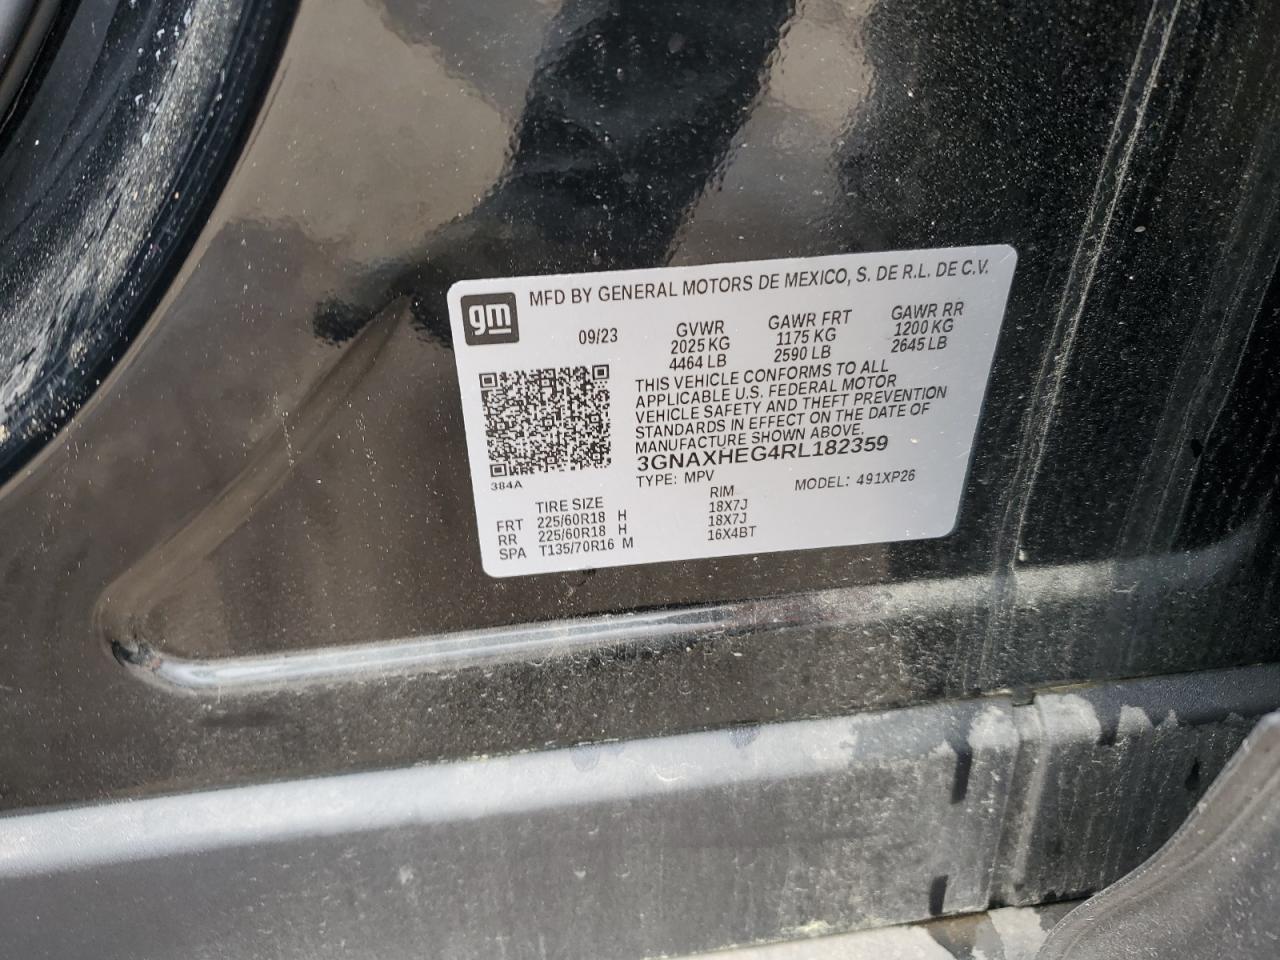 gm
MFD BY GENERAL MOTORS DE MEXICO, S. DE R.L. DE C.V.
09/23
GVWR
2025 KG
4464 LB
GAWR FRT
1175 KG
2590 LB
GAWR RR
1200 KG
2645 LB
THIS VEHICLE CONFORMS TO ALL
APPLICABLE U.S. FEDERAL MOTOR
VEHICLE SAFETY AND THEFT PREVENTION
STANDARDS IN EFFECT ON THE DATE OF
MANUFACTURE SHOWN ABOVE.
3GNAXHEG4RL182359
TYPE: MPV
MODEL: 491XP26
384A
TIRE SIZE RIM
FRT 225/60R18 H 18X7J
RR 225/60R18 H 18X7J
SPA T135/70R16 M 16X4BT